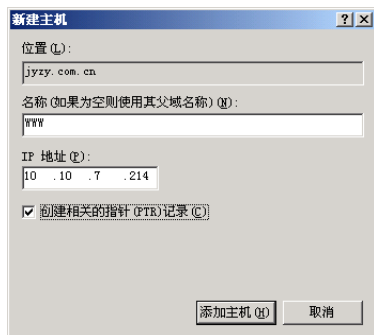 新建主机
位置(L):
jyzy.com.cn
名称(如果为空则使用其父域名称)(N):
WWW
IP 地址(P):
10 .10 .7 .214
创建相关的指针(PTR)记录(C)
添加主机(H) 取消